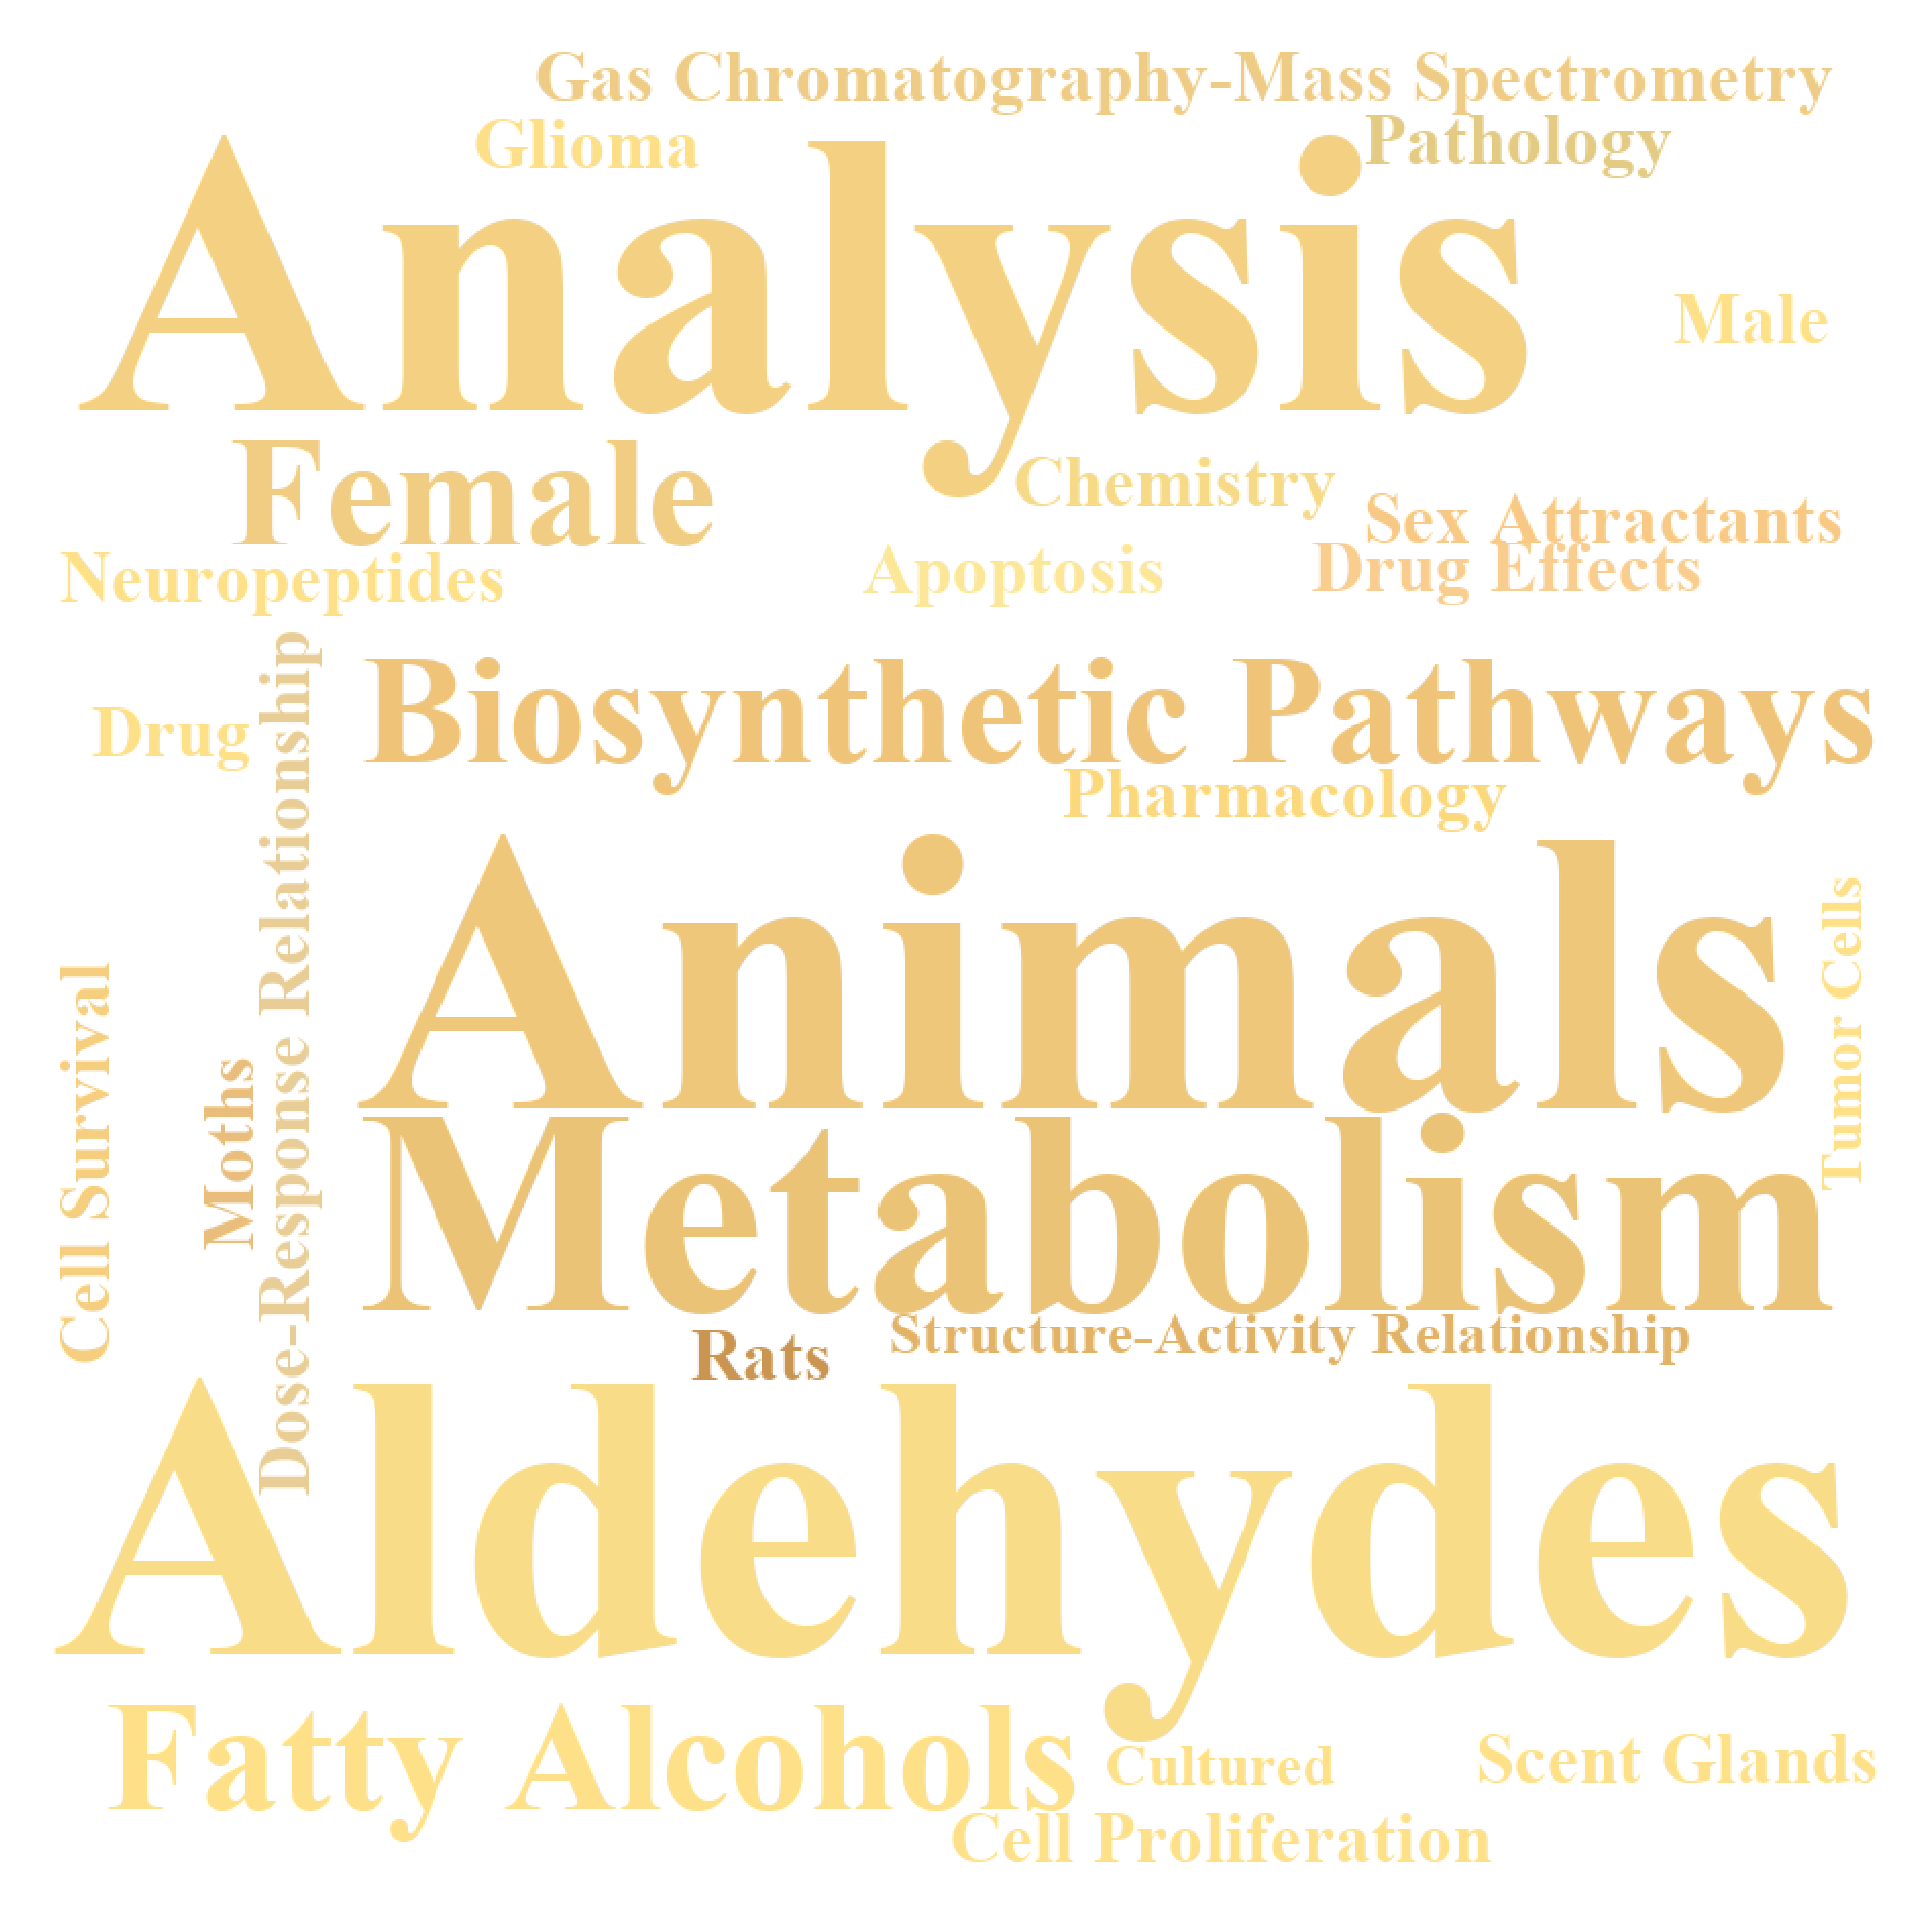 Gas Chromatography-Mass Spectrometry
Glioma
Pathology
Analysis
Male
Female
Chemistry
Sex Attractants
Neuropeptides
Apoptosis
Drug Effects
Drug
Dose-Response Relationship
Biosynthetic Pathways
Pharmacology
Animals
Tumor Cells
Cell Survival
Moths
Metabolism
Rats
Structure-Activity Relationship
Aldehydes
Fatty Alcohols
Cultured
Scent Glands
Cell Proliferation